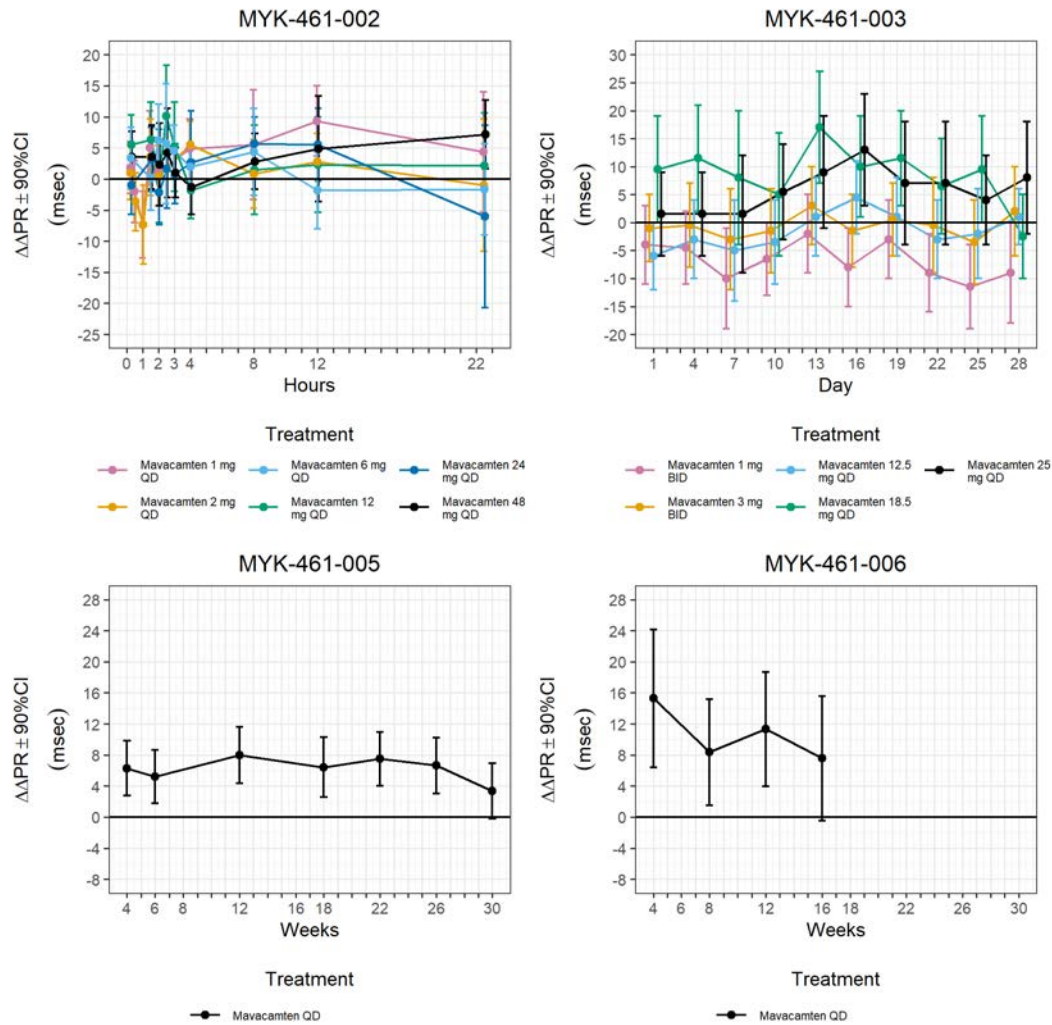 MYK-461-002
ΔΔPR ± 90%CI
(msec)
20
15
10
5
0
-5
-10
-15
-20
-25
0 1 2 3 4 8 12 22
Hours
Treatment
Mavacamten 1 mg QD
Mavacamten 6 mg QD
Mavacamten 24 mg QD
Mavacamten 2 mg QD
Mavacamten 12 mg QD
Mavacamten 48 mg QD
MYK-461-003
ΔΔPR ± 90%CI
(msec)
30
25
20
15
10
5
0
-5
-10
-15
-20
1 4 7 10 13 16 19 22 25 28
Day
Treatment
Mavacamten 1 mg BID
Mavacamten 12.5 mg QD
Mavacamten 25 mg QD
Mavacamten 3 mg BID
Mavacamten 18.5 mg QD
MYK-461-005
ΔΔPR ± 90%CI
(msec)
28
24
20
16
12
8
4
0
-4
-8
4 6 8 12 16 18 22 26 30
Weeks
Treatment
Mavacamten QD
MYK-461-006
ΔΔPR ± 90%CI
(msec)
28
24
20
16
12
8
4
0
-4
-8
4 6 8 12 16 18 22 26 30
Weeks
Treatment
Mavacamten QD